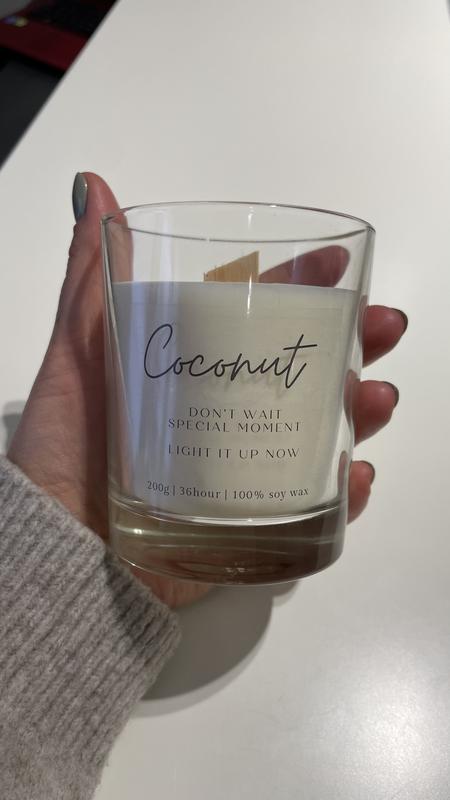 Coconut
DON'T WAIT
SPECIAL MOMENT
LIGHT IT UP NOW
200g | 36hour | 100% soy wax